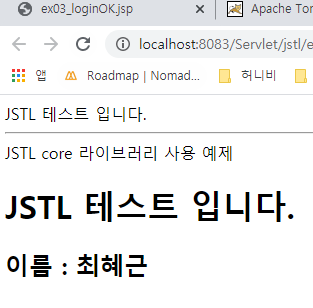 ex03_loginOK.jsp
Apache Tor
localhost:8083/Servlet/jstl/e
앱 Roadmap | Nomad... 허니비
JSTL 테스트 입니다.
JSTL core 라이브러리 사용 예제
JSTL 테스트 입니다.
이름 : 최혜근